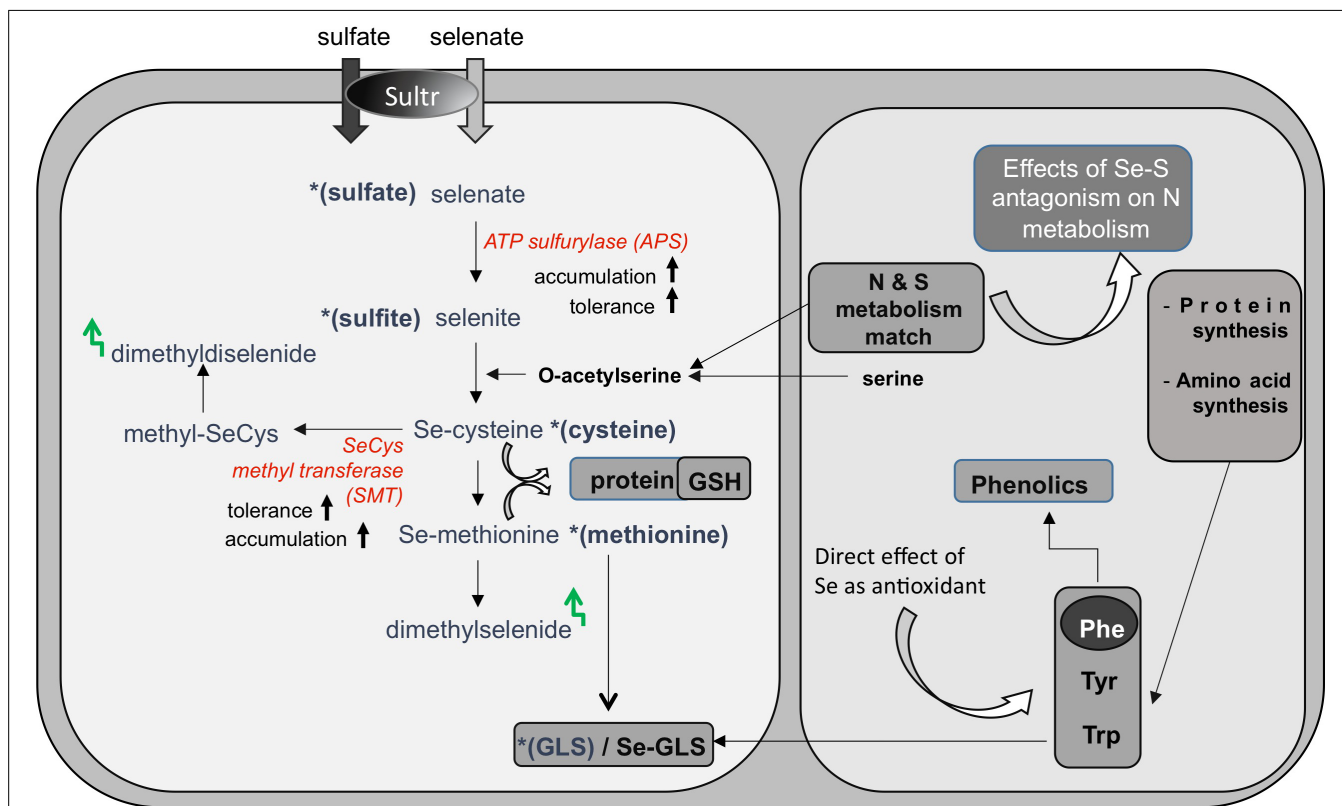 sulfate selenate
Sultr
*(sulfate) selenate
ATP sulfurylase (APS)
accumulation
tolerance
*(sulfite) selenite
dimethyldiselenide
O-acetylserine
serine
methyl-SeCys
Se-cysteine *(cysteine)
SeCys
methyl transferase
(SMT)
tolerance
accumulation
protein GSH
Se-methionine *(methionine)
dimethylselenide
*(GLS) / Se-GLS
Effects of Se-S
antagonism on N
metabolism
N & S
metabolism
match
- Protein
synthesis
- Amino acid
synthesis
Phenolics
Direct effect of
Se as antioxidant
Phe
Tyr
Trp